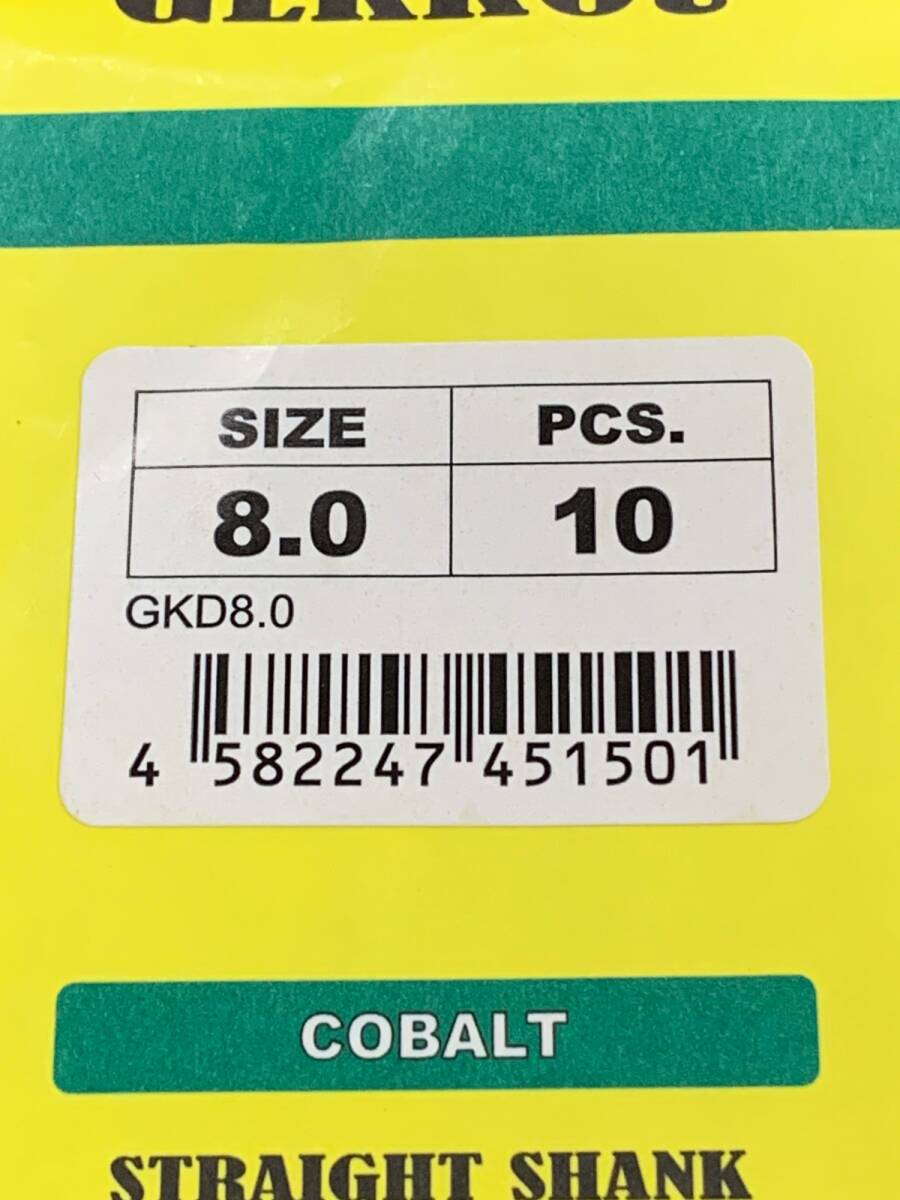 SIZE PCS.
8.0 10
GKD8.0
4 582247 451501
COBALT
STRAIGHT SHANK